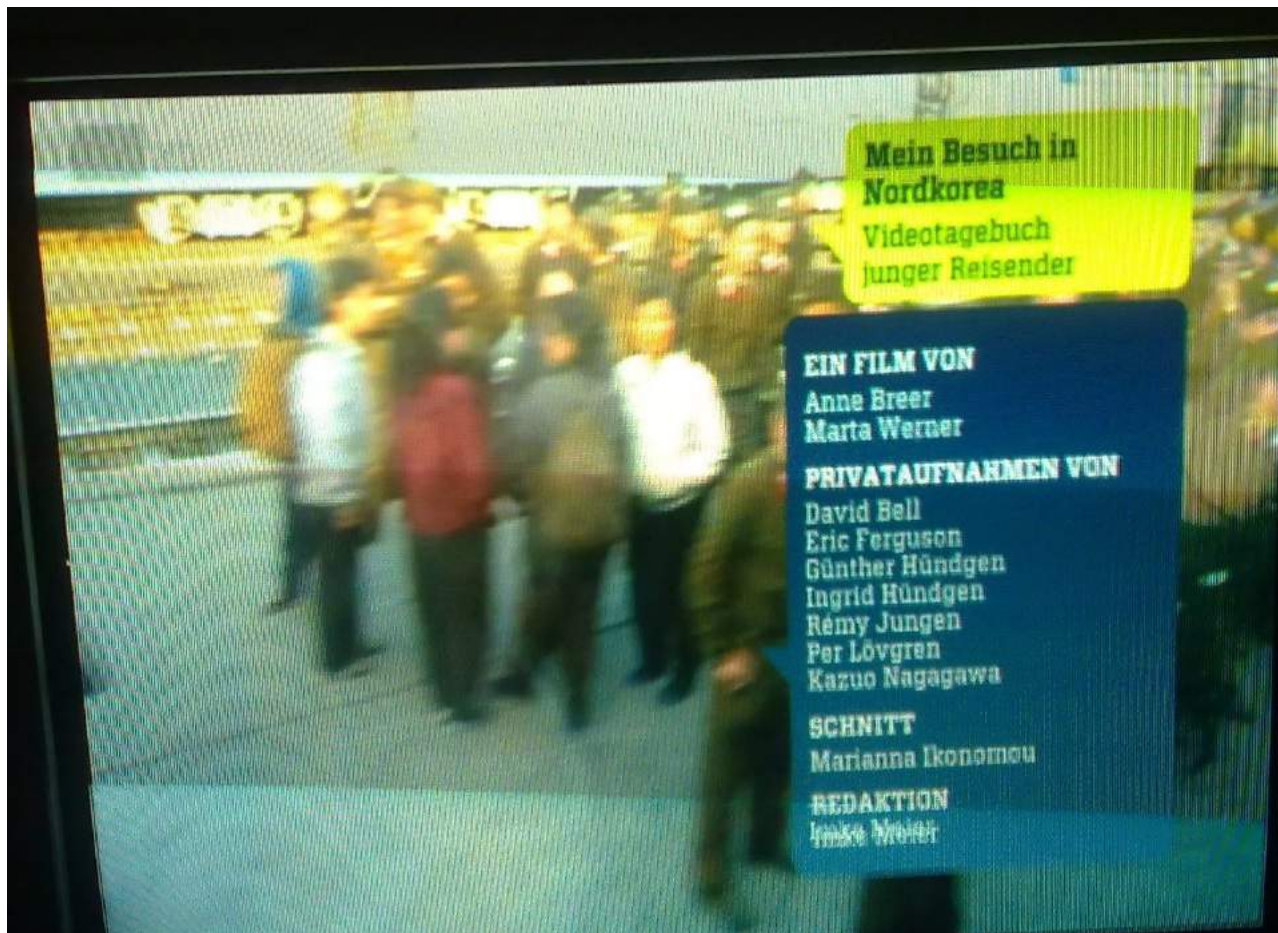 Mein Besuch in
Nordkorea
Videotagebuch
junger Reisender
EIN FILM VON
Anne Breer
Marta Werner
PRIVATAUFNAHMEN VON
David Bell
Eric Ferguson
Günther Hündgen
Ingrid Hündgen
Rémy Jungen
Per Lövgren
Kazuo Nagagawa
SCHNITT
Marianna Ikonomou
REDAKTION
Meier